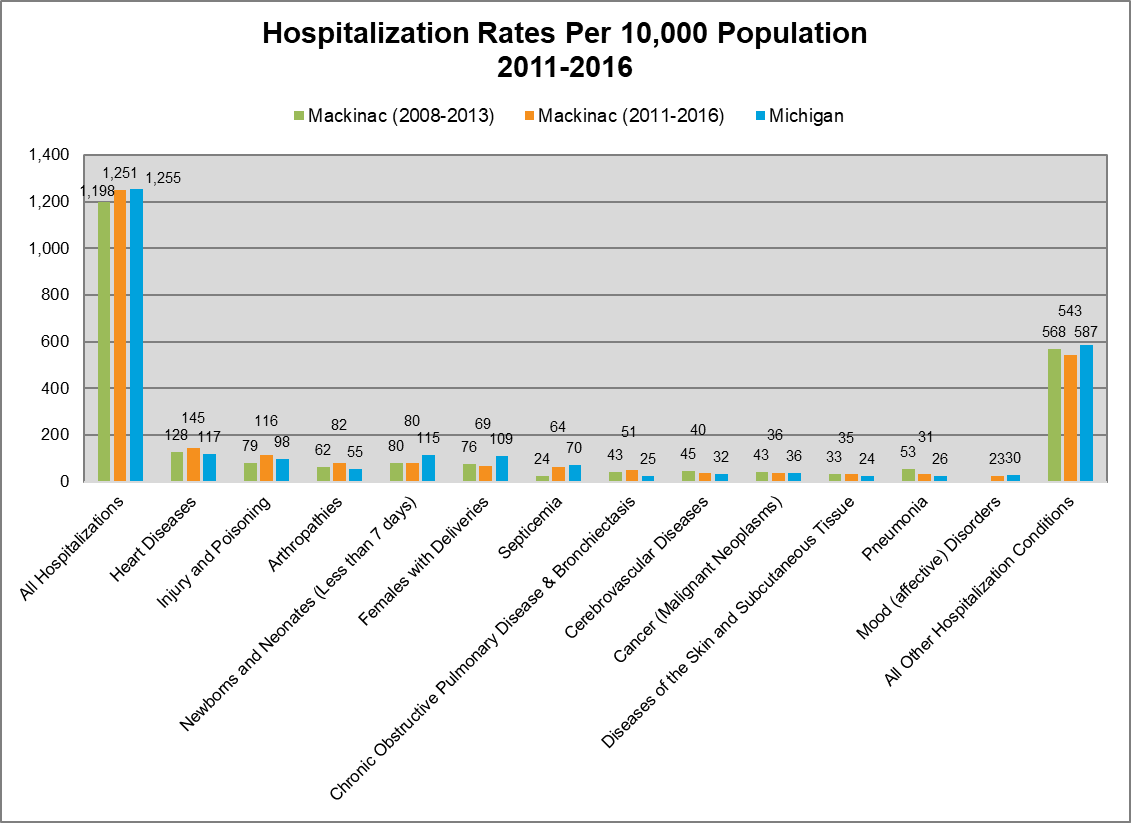 Hospitalization Rates Per 10,000 Population
2011-2016
Mackinac (2008-2013) Mackinac (2011-2016) Michigan
1,400
1,200
1,000
800
600
400
200
0
1,198 1,251 1,255
128 145 117
79 116 98
62 82 55
80 80 115
76 69 109
24 64 70
43 51 25
45 40 32
43 36 36
33 35 24
53 31 26
23 30
568 543 587
All Hospitalizations
Heart Diseases
Injury and Poisoning
Arthropathies
Newborns and Neonates (Less than 7 days)
Females with Deliveries
Septicemia
Chronic Obstructive Pulmonary Disease & Bronchiectasis
Cerebrovascular Diseases
Cancer (Malignant Neoplasms)
Diseases of the Skin and Subcutaneous Tissue
Pneumonia
Mood (affective) Disorders
All Other Hospitalization Conditions